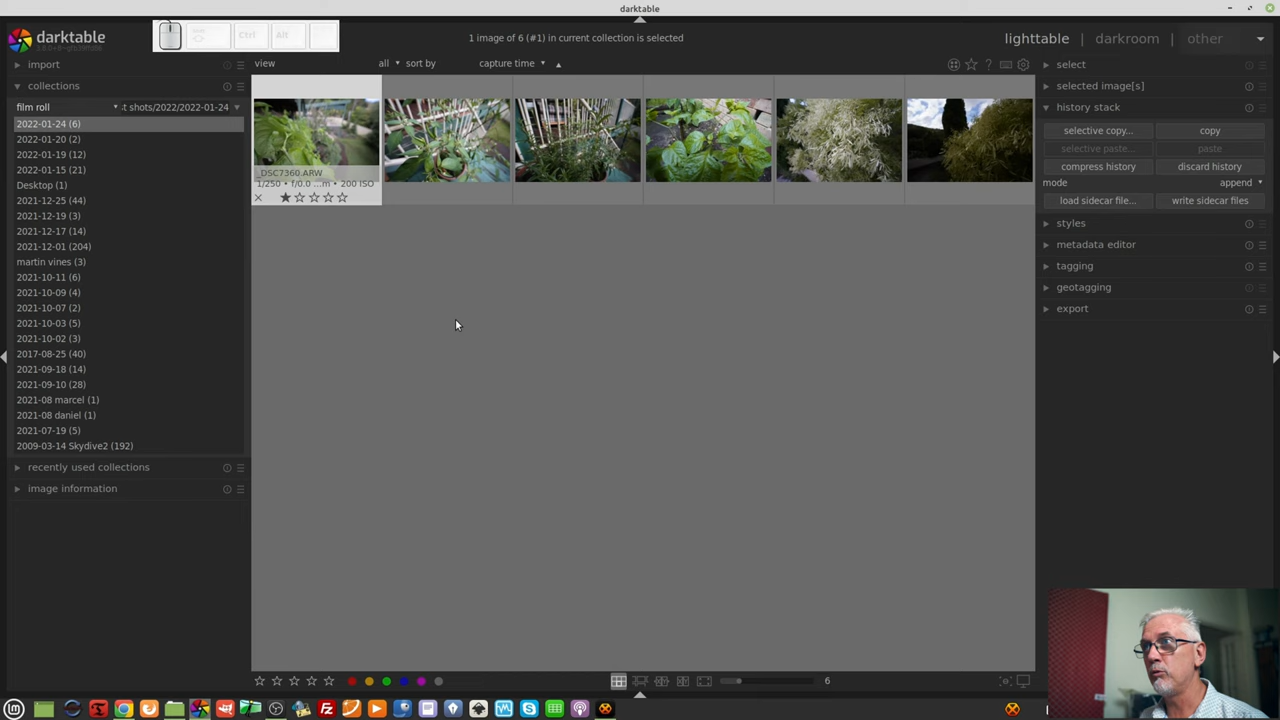 darktable
darktable
Ctrl
Alt
1 image of 6 (#1) in current collection is selected
lighttable | darkroom | other
import
view
all
sort by
capture time
select
collections
selected image[s]
film roll
:t shots/2022/2022-01-24
history stack
2022-01-24 (6)
selective copy...
copy
2022-01-20 (2)
selective paste...
paste
2022-01-19 (12)
compress history
discard history
2022-01-15 (21)
_DSC7360.ARW
1/250 • f/0.0 ...m • 200 ISO
mode
append
Desktop (1)
2021-12-25 (44)
load sidecar file...
write sidecar files
2021-12-19 (3)
styles
2021-12-17 (14)
2021-12-01 (204)
metadata editor
martin vines (3)
tagging
2021-10-11 (6)
2021-10-09 (4)
geotagging
2021-10-07 (2)
export
2021-10-03 (5)
2021-10-02 (3)
2017-08-25 (40)
2021-09-18 (14)
2021-09-10 (28)
2021-08 marcel (1)
2021-08 daniel (1)
2021-07-19 (5)
2009-03-14 Skydive2 (192)
recently used collections
image information
6